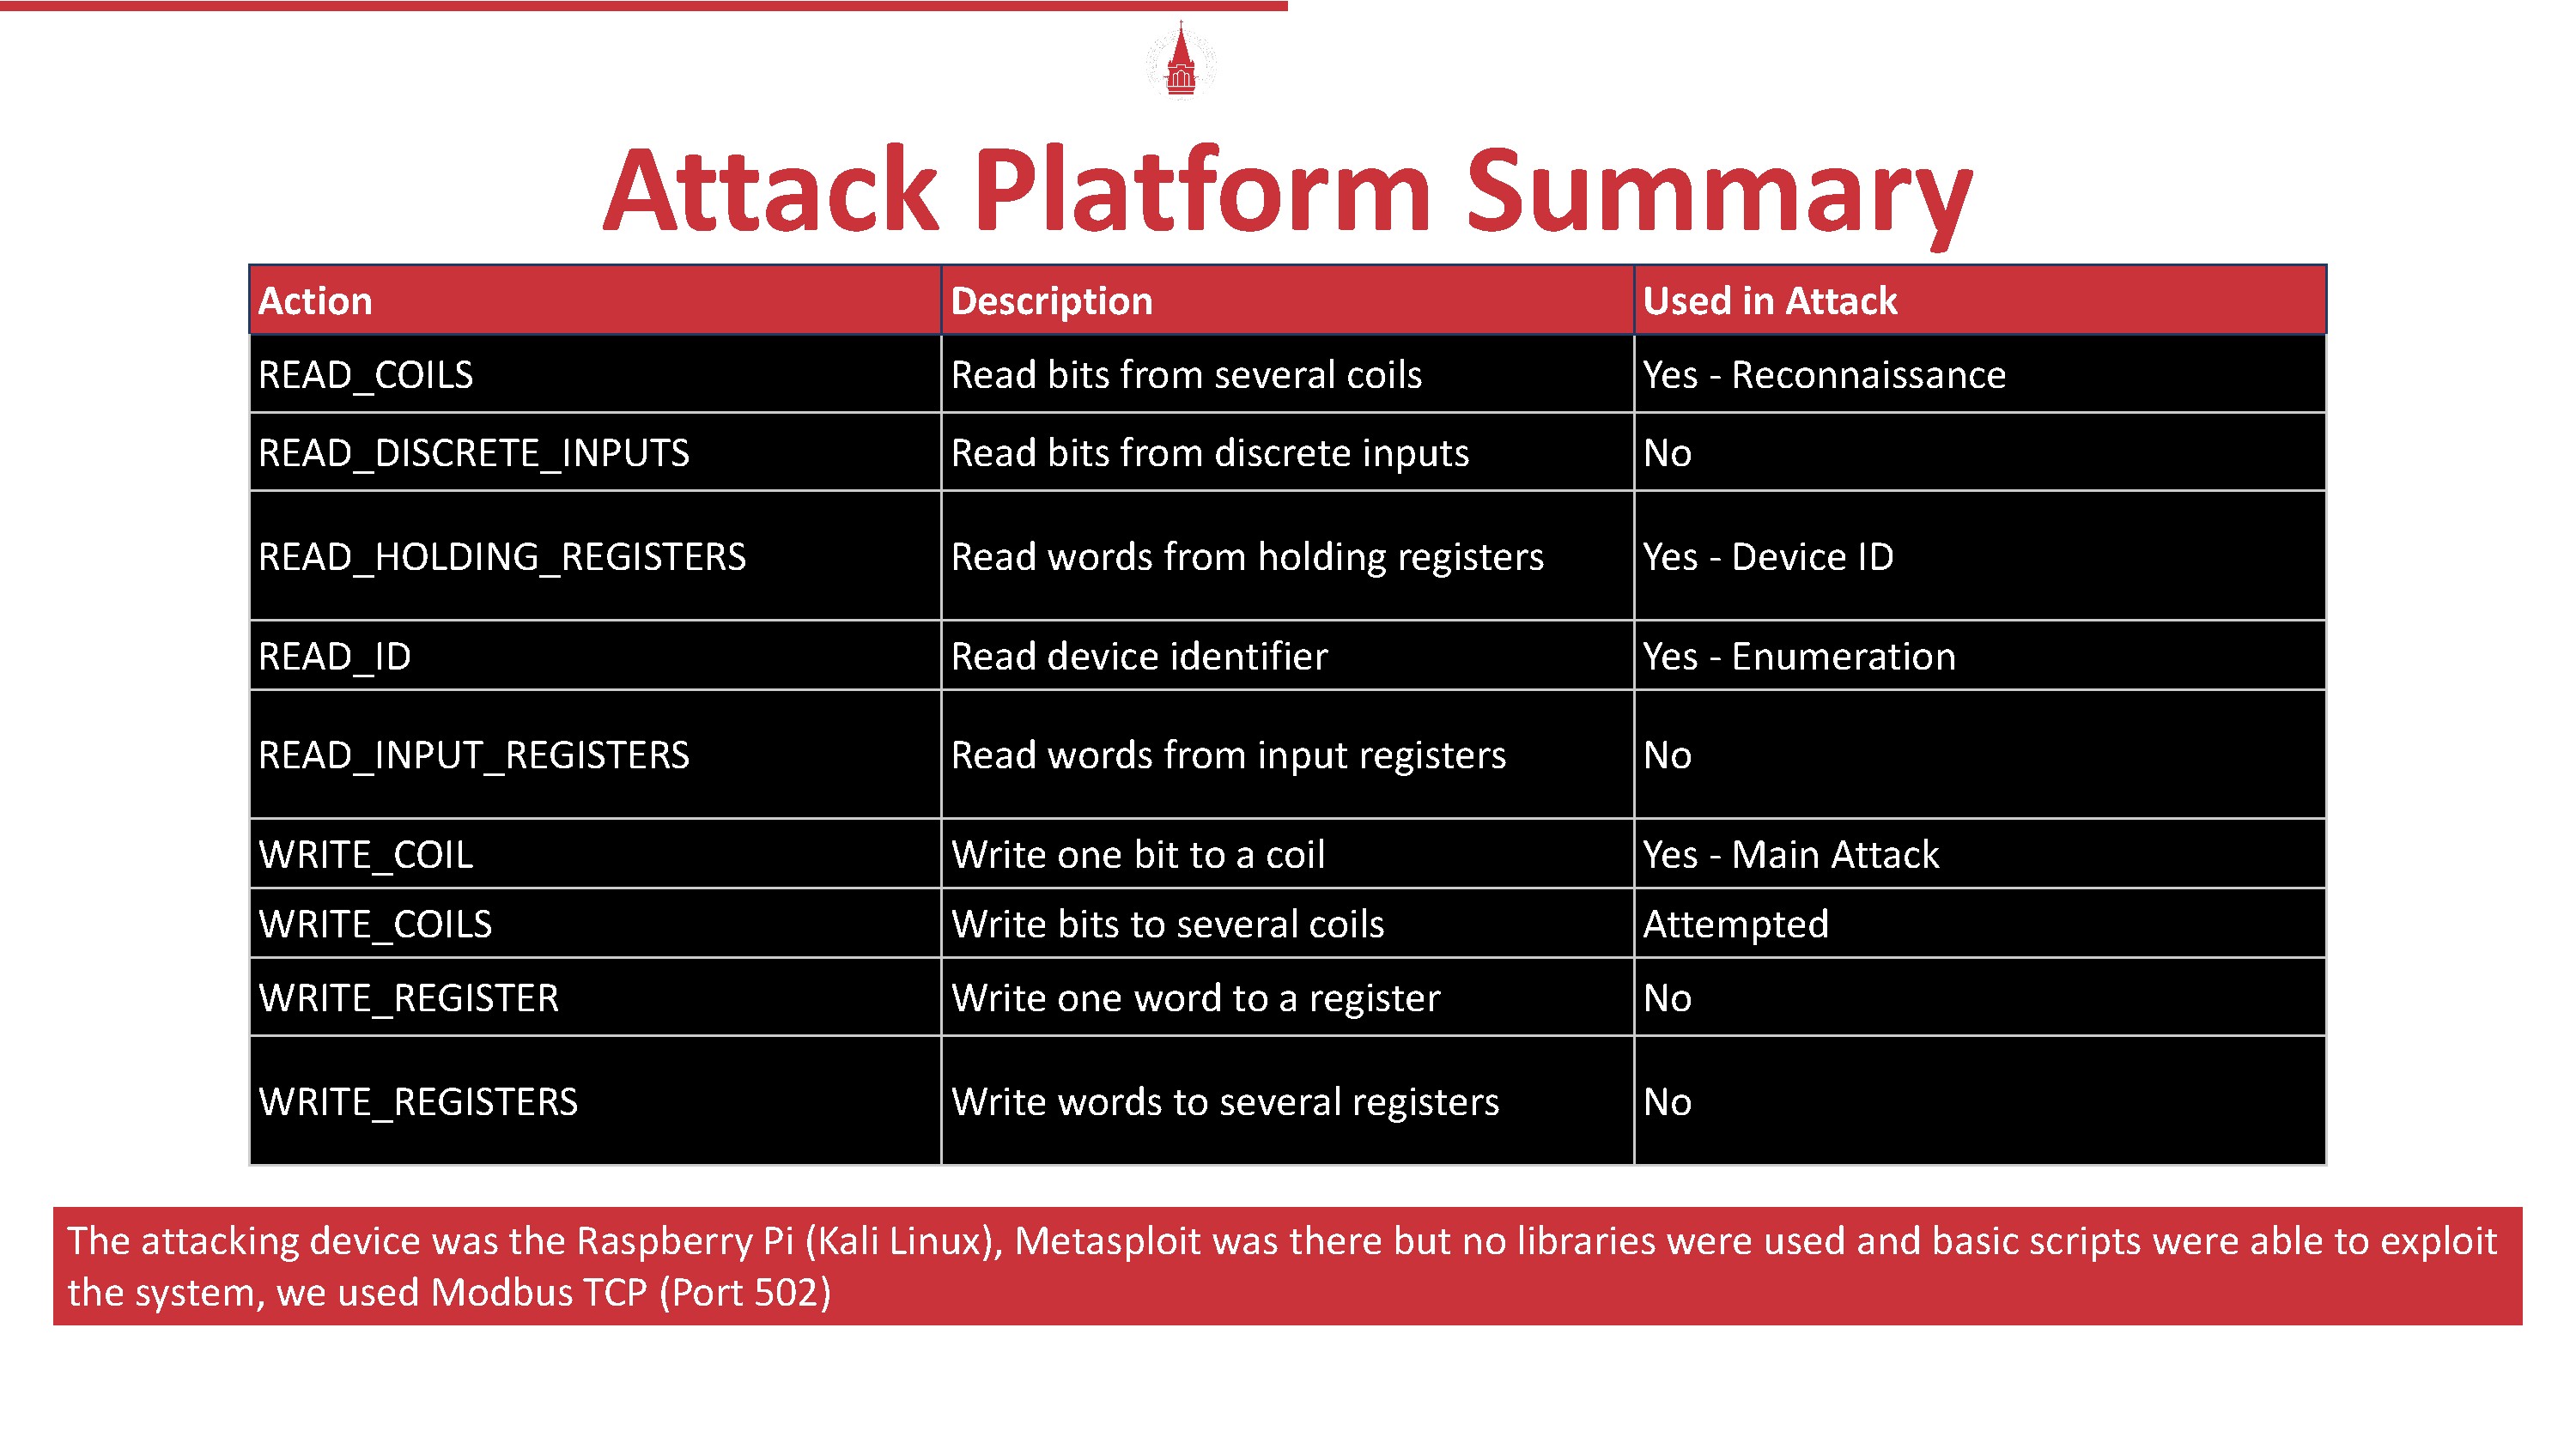 Attack Platform Summary
Action Description Used in Attack
READ_COILS Read bits from several coils Yes - Reconnaissance
READ_DISCRETE_INPUTS Read bits from discrete inputs No
READ_HOLDING_REGISTERS Read words from holding registers Yes - Device ID
READ_ID Read device identifier Yes - Enumeration
READ_INPUT_REGISTERS Read words from input registers No
WRITE_COIL Write one bit to a coil Yes - Main Attack
WRITE_COILS Write bits to several coils Attempted
WRITE_REGISTER Write one word to a register No
WRITE_REGISTERS Write words to several registers No
The attacking device was the Raspberry Pi (Kali Linux), Metasploit was there but no libraries were used and basic scripts were able to exploit
the system, we used Modbus TCP (Port 502)